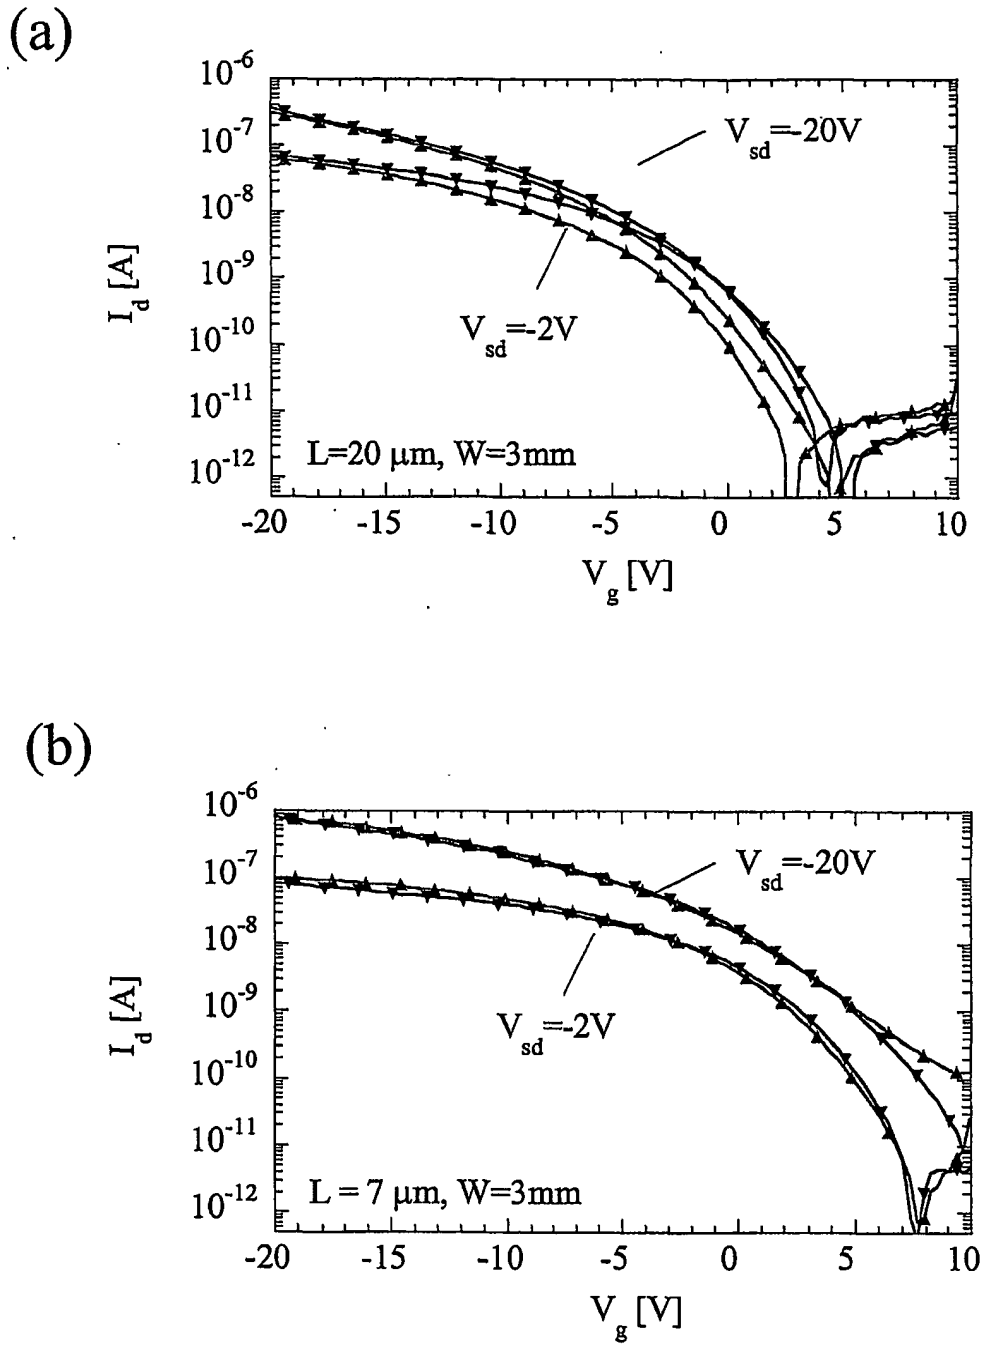 (a)
10-6
10-7
10-8
10-9
10-10
10-11
10-12
Id [A]
Vsd=-20V
Vsd=-2V
L=20 μm, W=3mm
-20 -15 -10 -5 0 5 10
Vg [V]
(b)
10-6
10-7
10-8
10-9
10-10
10-11
10-12
Id [A]
Vsd=-20V
Vsd=-2V
L = 7 μm, W=3mm
-20 -15 -10 -5 0 5 10
Vg [V]